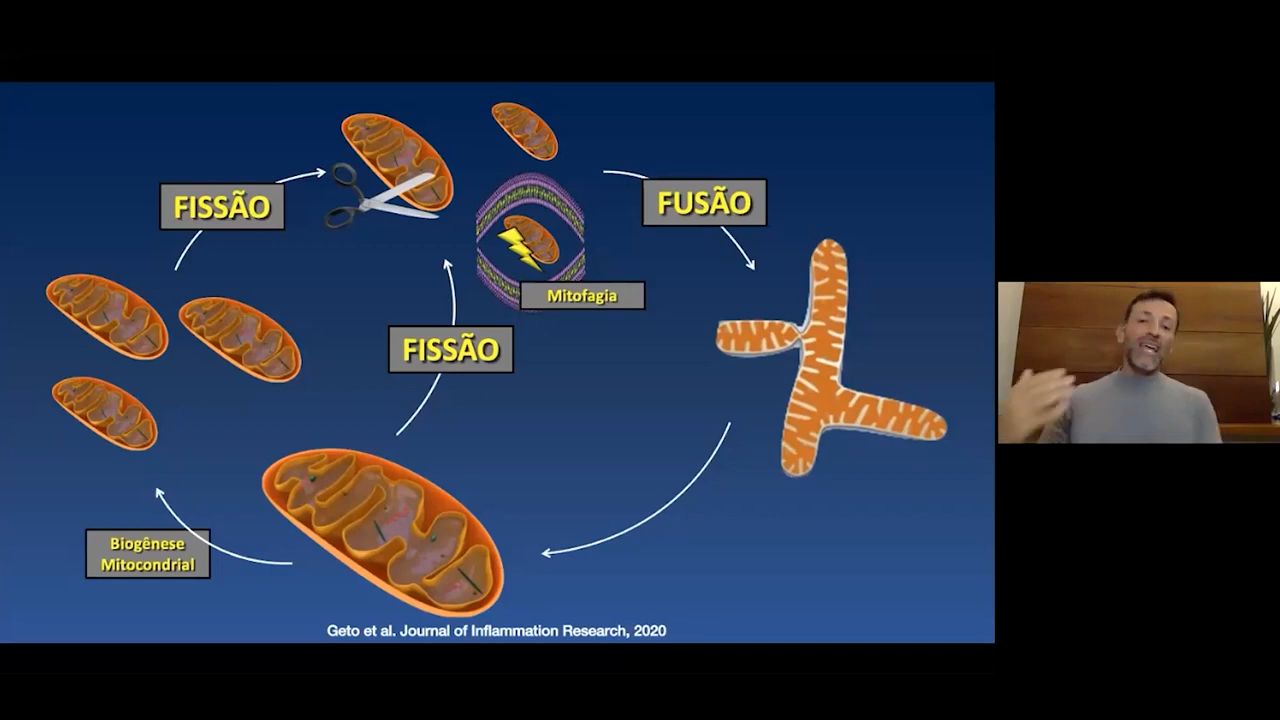 FISSÃO
FUSÃO
Mitofagia
FISSÃO
Biogênese
Mitocondrial
Geto et al. Journal of Inflammation Research, 2020